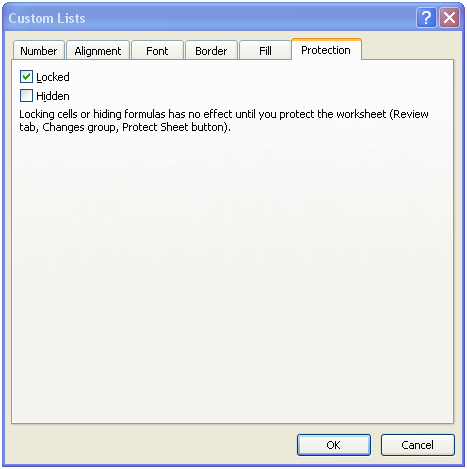 Custom Lists
Number Alignment Font Border Fill Protection
Locked
Hidden
Locking cells or hiding formulas has no effect until you protect the worksheet (Review
tab, Changes group, Protect Sheet button).
OK Cancel